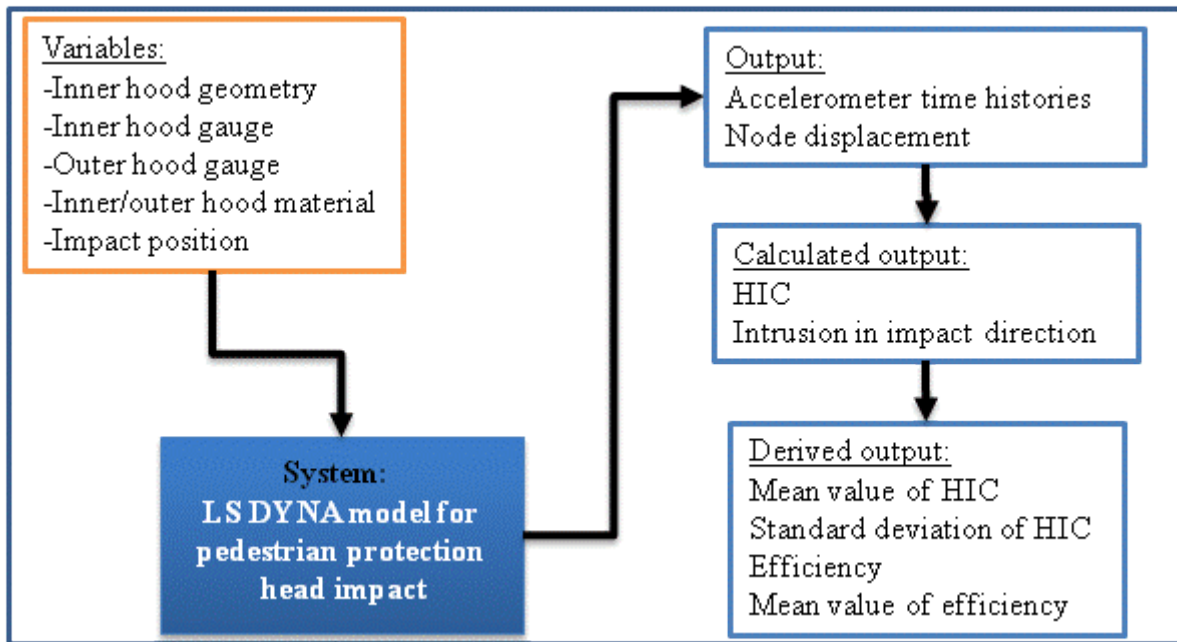 Variables:
-Inner hood geometry
-Inner hood gauge
-Outer hood gauge
-Inner/outer hood material
-Impact position
System:
LS DYNA model for
pedestrian protection
head impact
Output:
Accelerometer time histories
Node displacement
Calculated output:
HIC
Intrusion in impact direction
Derived output:
Mean value of HIC
Standard deviation of HIC
Efficiency
Mean value of efficiency